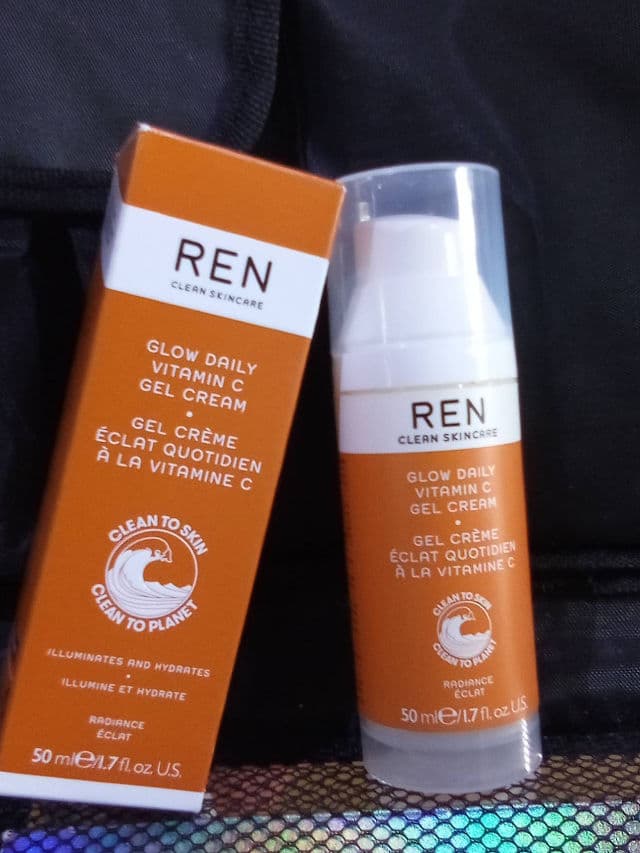 REN
CLEAN SKINCARE
GLOW DAILY
VITAMIN C
GEL CREAM
•
GEL CRÈME
ÉCLAT QUOTIDIEN
À LA VITAMINE C
CLEAN TO SKIN
CLEAN TO PLANET
ILLUMINATES AND HYDRATES
•
ILLUMINE ET HYDRATE
RADIANCE
ÉCLAT
50 ml℮/1.7 fl. oz. U.S.
REN
CLEAN SKINCARE
GLOW DAILY
VITAMIN C
GEL CREAM
•
GEL CRÈME
ÉCLAT QUOTIDIEN
À LA VITAMINE C
CLEAN TO SKIN
CLEAN TO PLANET
RADIANCE
ÉCLAT
50 ml℮/1.7 fl. oz. U.S.